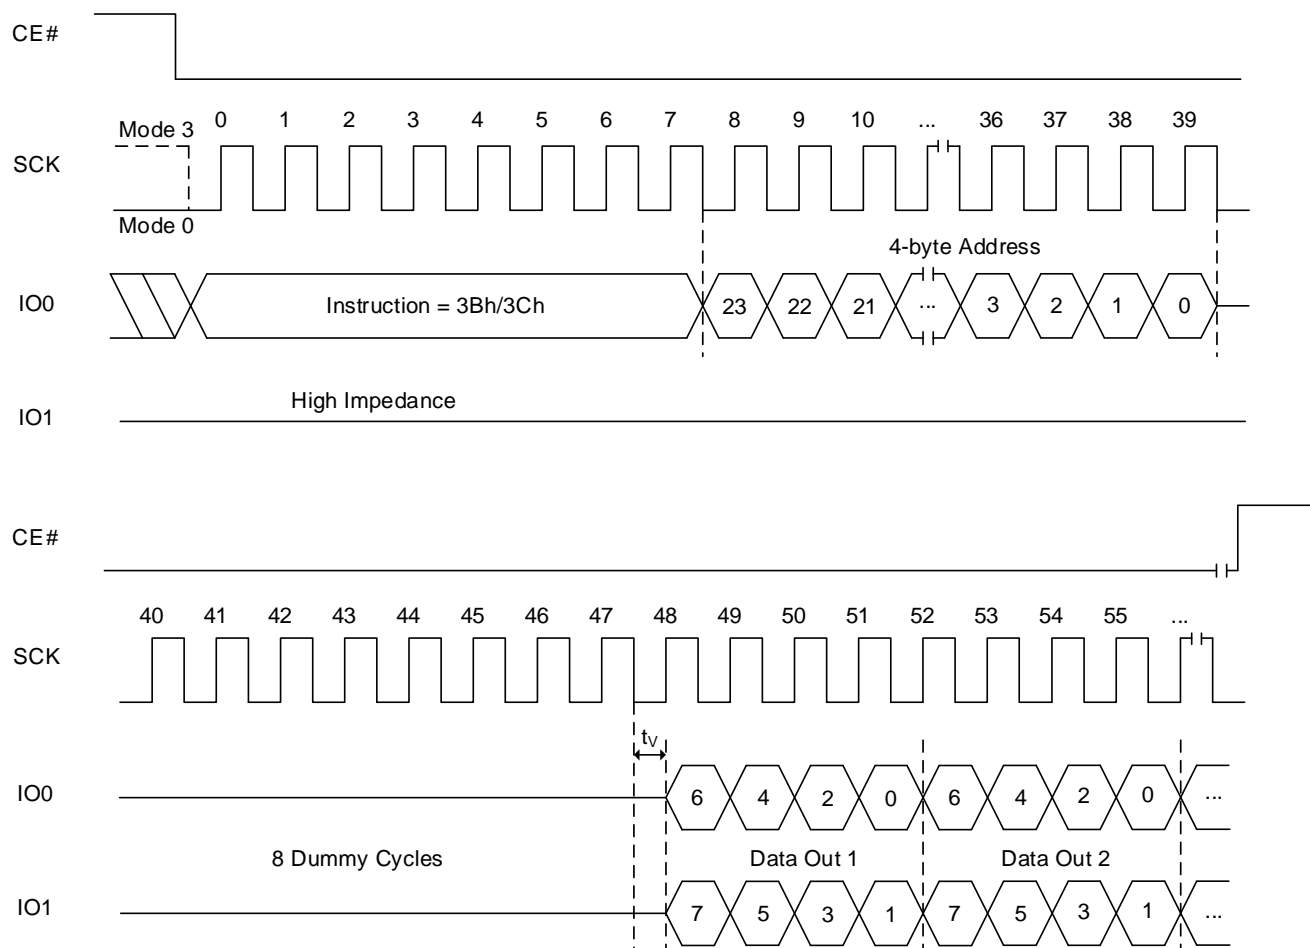 CE#
Mode 3 0 1 2 3 4 5 6 7 8 9 10 ... 36 37 38 39
SCK
Mode 0
4-byte Address
IO0 Instruction = 3Bh/3Ch 23 22 21 ... 3 2 1 0
High Impedance
IO1
CE#
40 41 42 43 44 45 46 47 48 49 50 51 52 53 54 55 ...
SCK
tV
IO0 6 4 2 0 6 4 2 0 ...
8 Dummy Cycles Data Out 1 Data Out 2
IO1 7 5 3 1 7 5 3 1 ...